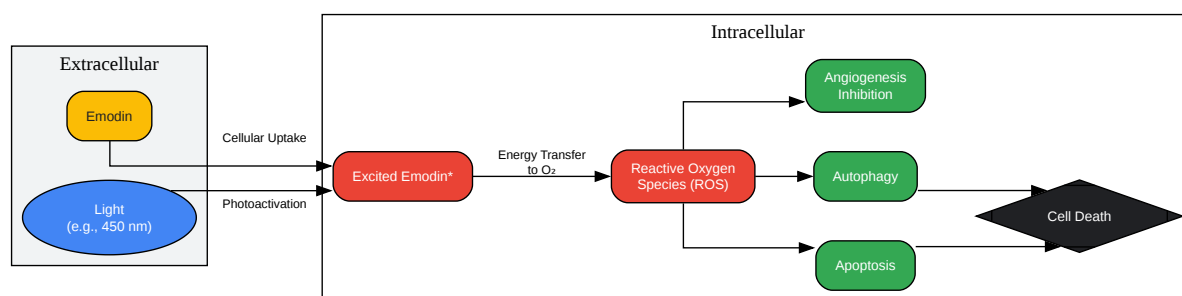 Extracellular
Emodin
Light
(e.g., 450 nm)
Cellular Uptake
Photoactivation
Intracellular
Excited Emodin*
Energy Transfer
to O₂
Reactive Oxygen
Species (ROS)
Angiogenesis
Inhibition
Autophagy
Apoptosis
Cell Death